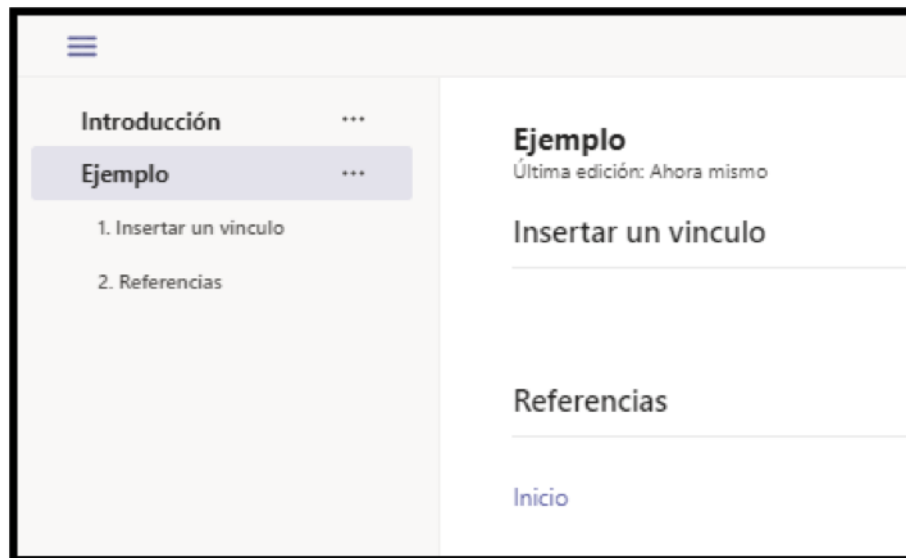 Introducción ...
Ejemplo ...
1. Insertar un vinculo
2. Referencias
Ejemplo
Última edición: Ahora mismo
Insertar un vinculo
Referencias
Inicio